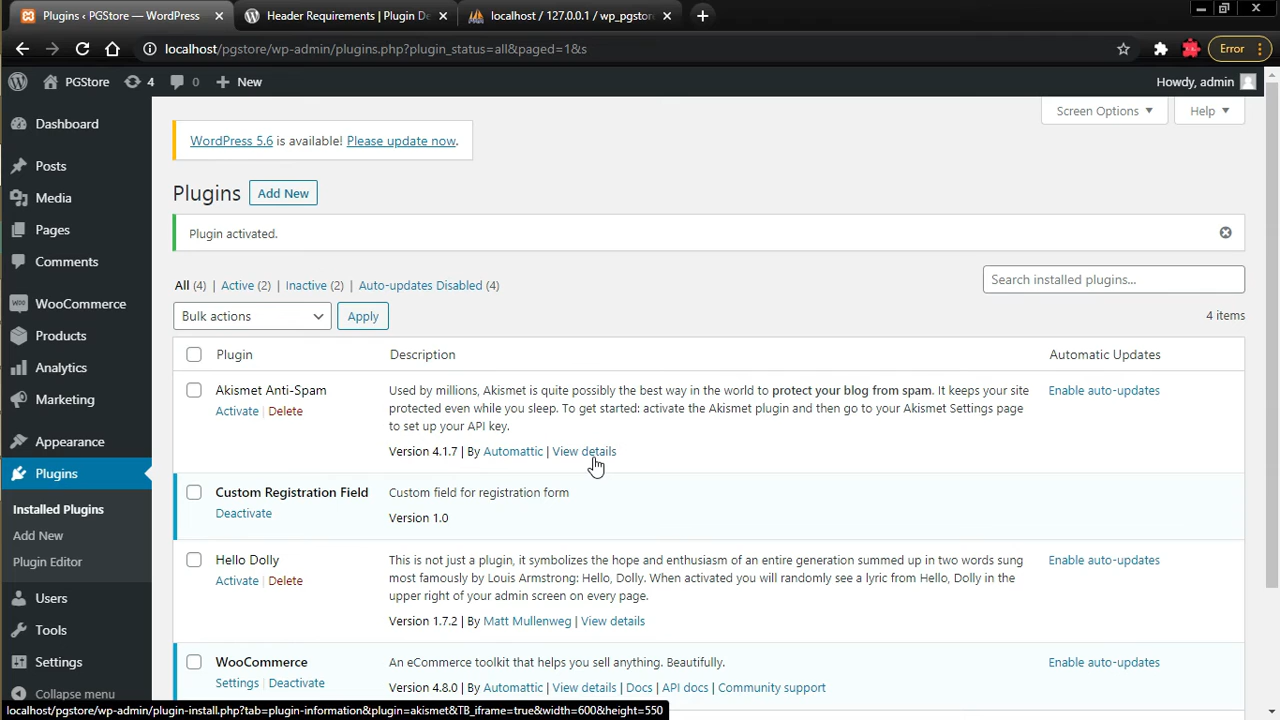 Plugins ‹ PGStore — WordPress
Header Requirements | Plugin De
localhost / 127.0.0.1 / wp_pgstore
localhost/pgstore/wp-admin/plugins.php?plugin_status=all&paged=1&s
Error
PGStore 4 0 New
Howdy, admin
Screen Options
Help
WordPress 5.6 is available! Please update now.
Plugins Add New
Plugin activated.
All (4) | Active (2) | Inactive (2) | Auto-updates Disabled (4)
Search installed plugins...
Bulk actions Apply
4 items
Plugin Description Automatic Updates
Akismet Anti-Spam
Activate | Delete
Used by millions, Akismet is quite possibly the best way in the world to protect your blog from spam. It keeps your site
protected even while you sleep. To get started: activate the Akismet plugin and then go to your Akismet Settings page
to set up your API key.
Version 4.1.7 | By Automattic | View details
Enable auto-updates
Custom Registration Field
Deactivate
Custom field for registration form
Version 1.0
Hello Dolly
Activate | Delete
This is not just a plugin, it symbolizes the hope and enthusiasm of an entire generation summed up in two words sung
most famously by Louis Armstrong: Hello, Dolly. When activated you will randomly see a lyric from Hello, Dolly in the
upper right of your admin screen on every page.
Version 1.7.2 | By Matt Mullenweg | View details
Enable auto-updates
WooCommerce
Settings | Deactivate
An eCommerce toolkit that helps you sell anything. Beautifully.
Version 4.8.0 | By Automattic | View details | Docs | API docs | Community support
Enable auto-updates
Dashboard
Posts
Media
Pages
Comments
WooCommerce
Products
Analytics
Marketing
Appearance
Plugins
Installed Plugins
Add New
Plugin Editor
Users
Tools
Settings
Collapse menu
localhost/pgstore/wp-admin/plugin-install.php?tab=plugin-information&plugin=akismet&TB_iframe=true&width=600&height=550